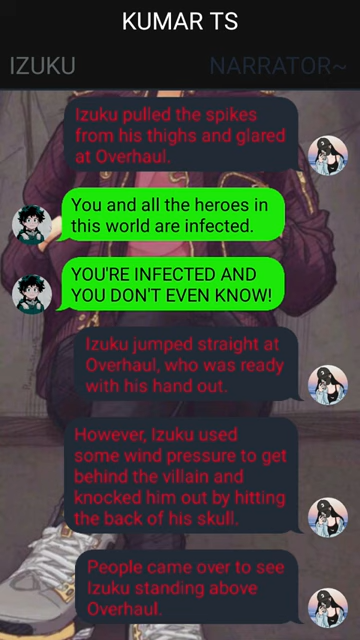 KUMAR TS
IZUKU
NARRATOR~
Izuku pulled the spikes
from his thighs and glared
at Overhaul.
You and all the heroes in
this world are infected.
YOU'RE INFECTED AND
YOU DON'T EVEN KNOW!
Izuku jumped straight at
Overhaul, who was ready
with his hand out.
However, Izuku used
some wind pressure to get
behind the villain and
knocked him out by hitting
the back of his skull.
People came over to see
Izuku standing above
Overhaul.